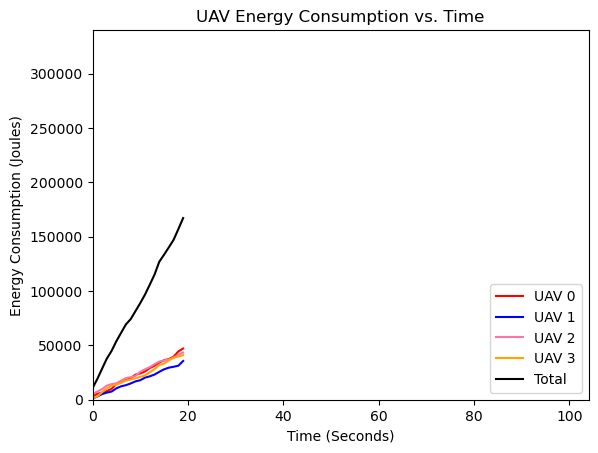 UAV Energy Consumption vs. Time
Energy Consumption (Joules)
300000
250000
200000
150000
100000
50000
0
0 20 40 60 80 100
Time (Seconds)
UAV 0
UAV 1
UAV 2
UAV 3
Total